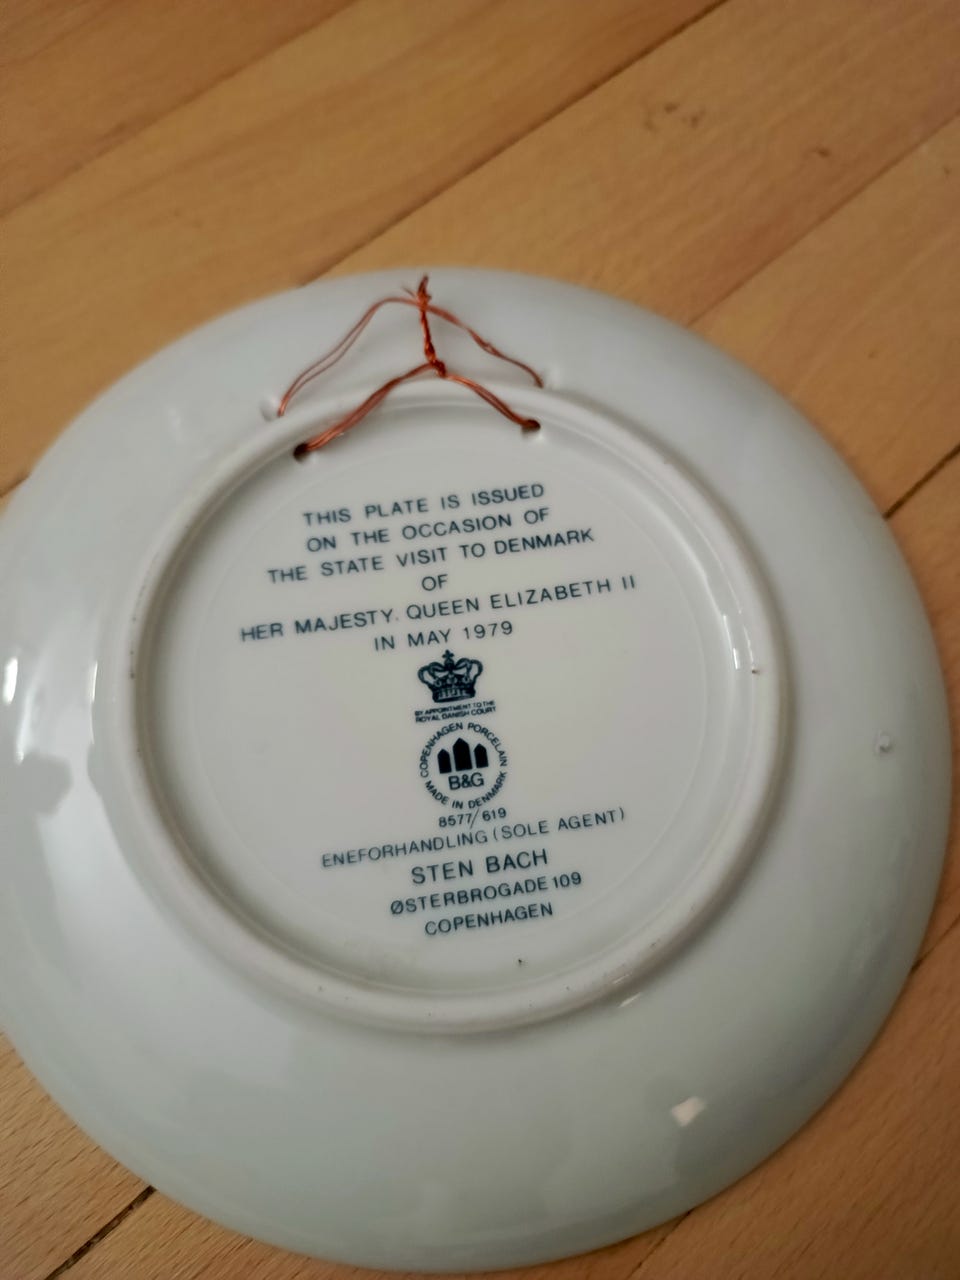 THIS PLATE IS ISSUED
ON THE OCCASION OF
THE STATE VISIT TO DENMARK
OF
HER MAJESTY. QUEEN ELIZABETH II
IN MAY 1979
BY APPOINTMENT TO THE
ROYAL DANISH COURT
COPENHAGEN PORCELAIN
B&G
MADE IN DENMARK
8577/619
ENEFORHANDLING (SOLE AGENT)
STEN BACH
ØSTERBROGADE 109
COPENHAGEN